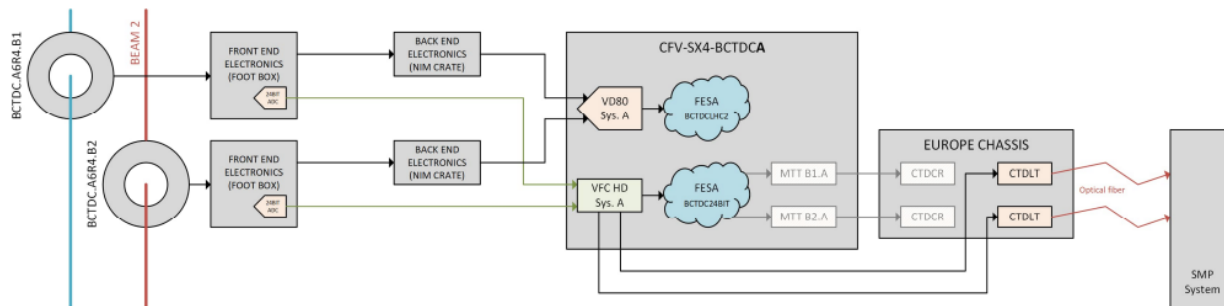 BCTDC.A6R4.B1
BEAM 2
BCTDC.A6R4.B2
FRONT END
ELECTRONICS
(FOOT BOX)
24BIT
ADC
BACK END
ELECTRONICS
(NIM CRATE)
FRONT END
ELECTRONICS
(FOOT BOX)
24BIT
ADC
BACK END
ELECTRONICS
(NIM CRATE)
CFV-SX4-BCTDCA
VD80
Sys. A
FESA
BCTDCLHC2
VFC HD
Sys. A
FESA
BCTDC24BIT
MTT B1.A
MTT B2.A
EUROPE CHASSIS
CTDCR
CTDLT
CTDCR
CTDLT
Optical fiber
SMP
System